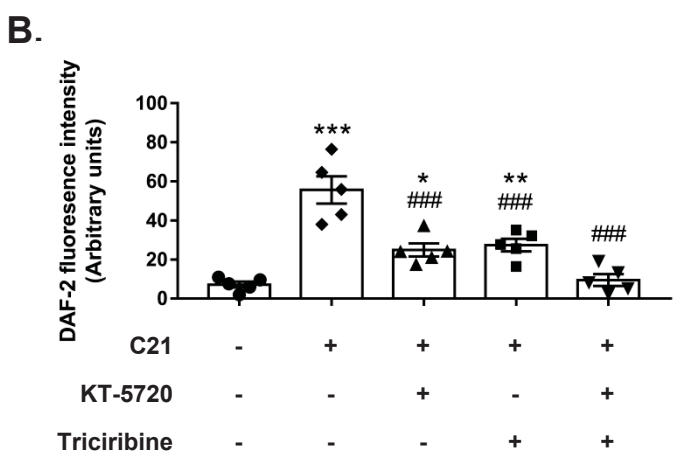 B.
DAF-2 fluoresence intensity
(Arbitrary units)
100
80
60
40
20
0
***
*
###
**
###
###
C21 - + + + +
KT-5720 - - + - +
Triciribine - - - + +